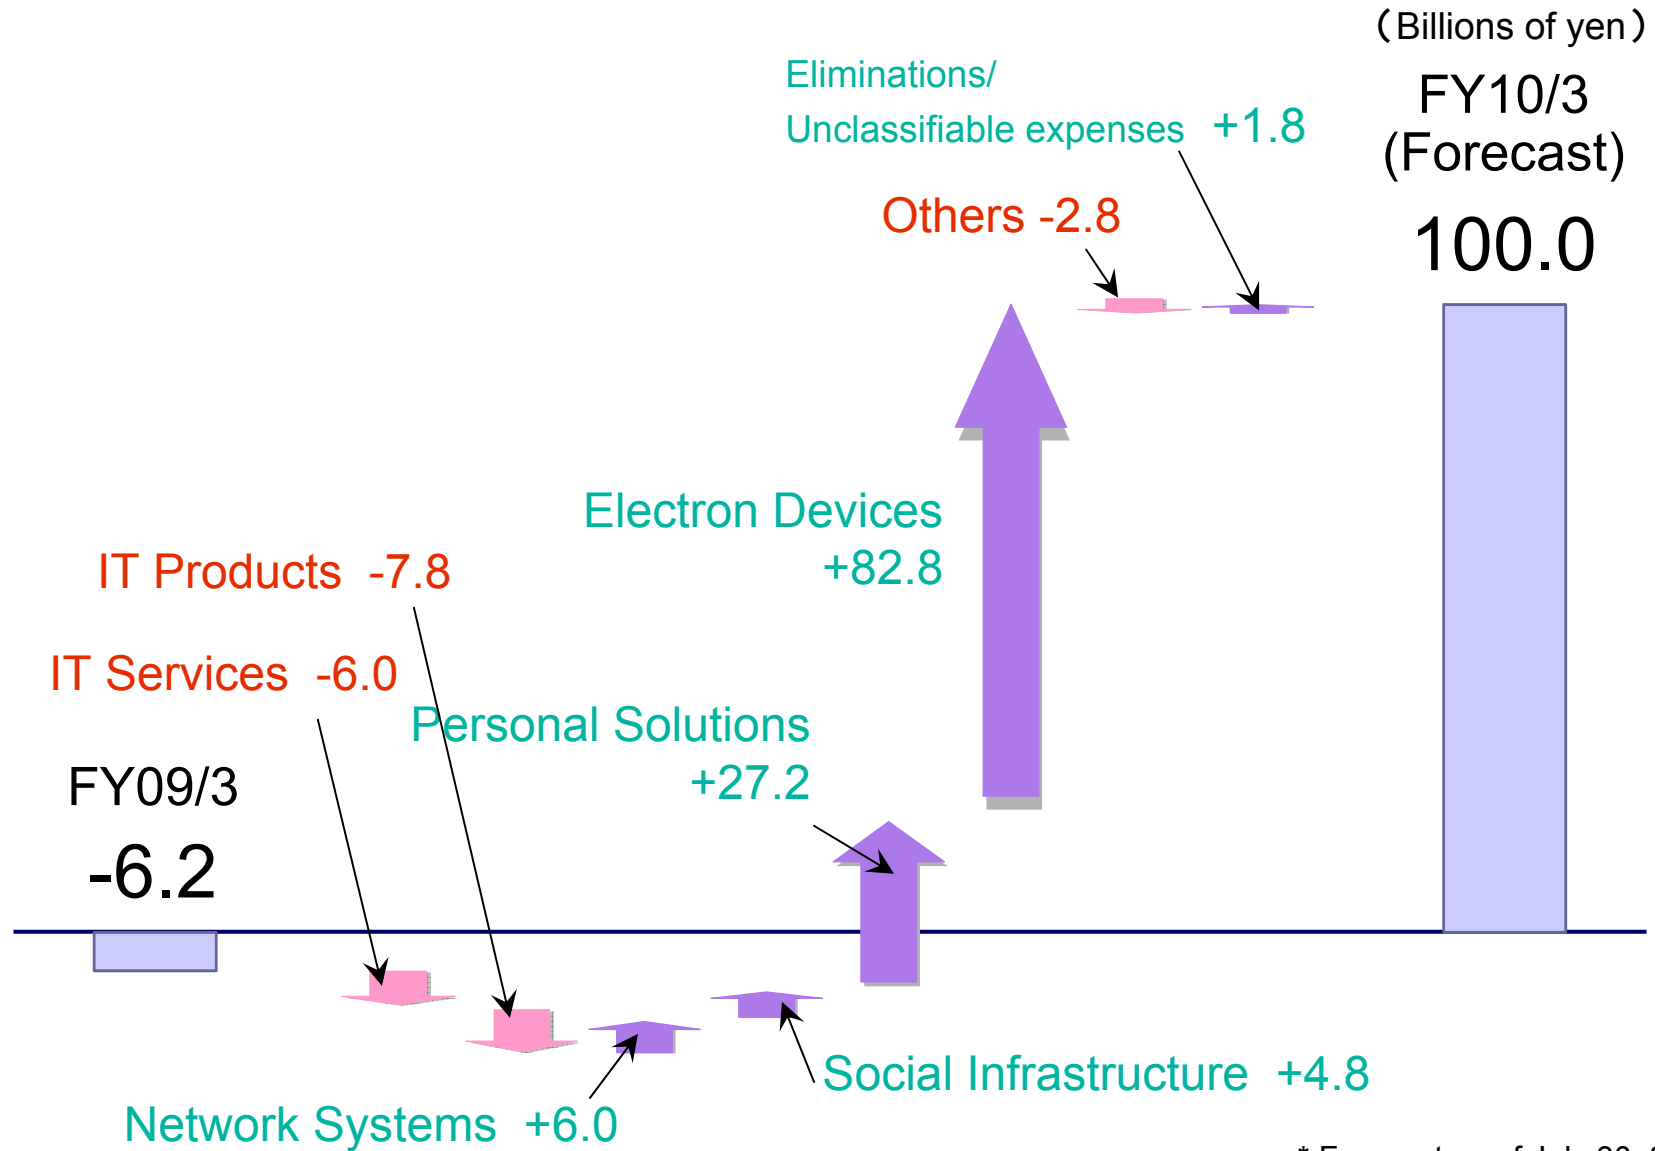 （Billions of yen）
Eliminations/
Unclassifiable expenses +1.8
FY10/3
(Forecast)
100.0
Others -2.8
Electron Devices
+82.8
IT Products -7.8
IT Services -6.0
Personal Solutions
+27.2
FY09/3
-6.2
Social Infrastructure +4.8
Network Systems +6.0